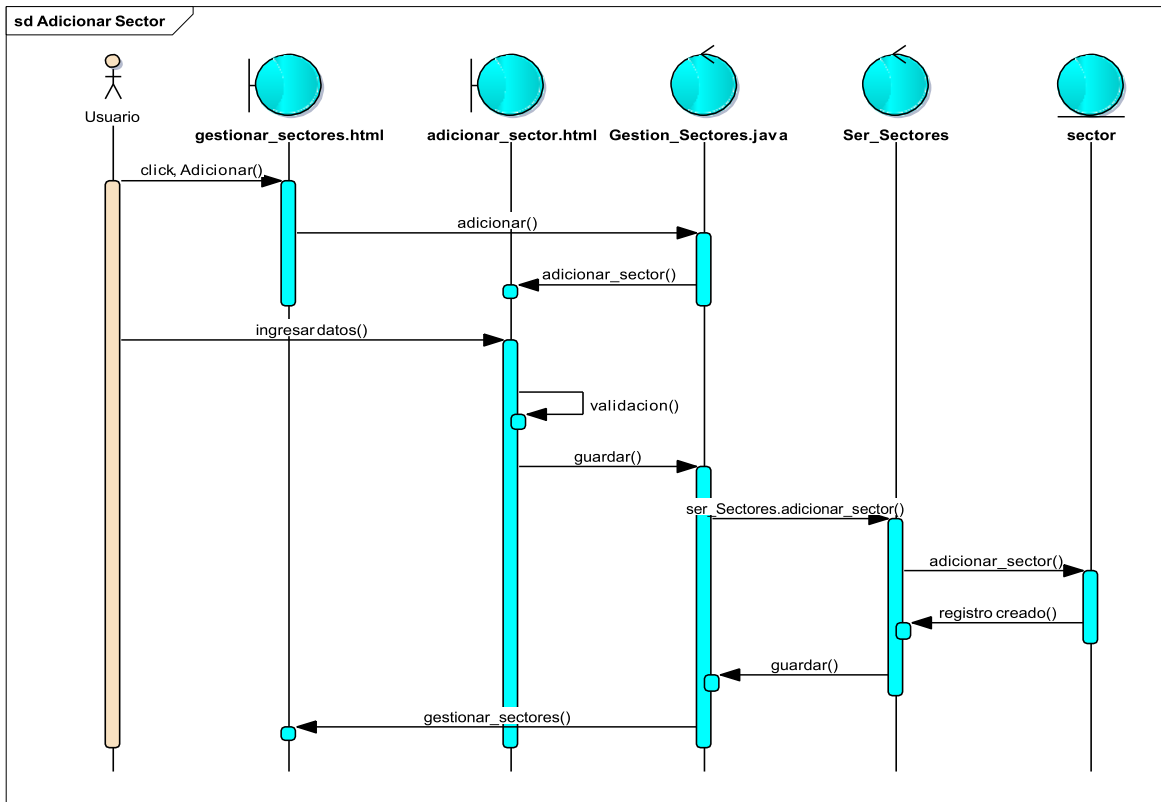 sd Adicionar Sector
Usuario
gestionar_sectores.html
adicionar_sector.html
Gestion_Sectores.java
Ser_Sectores
sector
click, Adicionar()
adicionar()
adicionar_sector()
ingresar datos()
validacion()
guardar()
ser_Sectores.adicionar_sector()
adicionar_sector()
registro creado()
guardar()
gestionar_sectores()